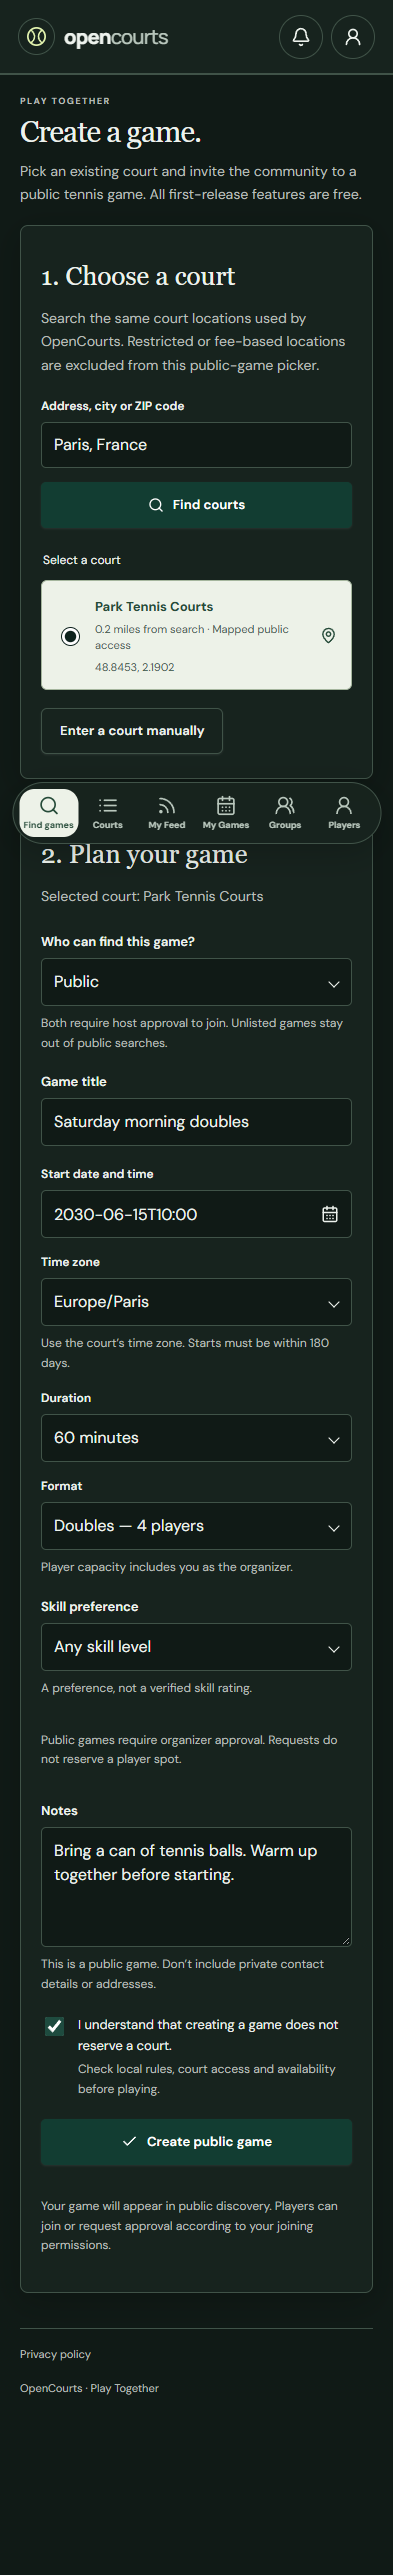 opencourts
PLAY TOGETHER
Create a game.
Pick an existing court and invite the community to a
public tennis game. All first-release features are free.
1. Choose a court
Search the same court locations used by
OpenCourts. Restricted or fee-based locations
are excluded from this public-game picker.
Address, city or ZIP code
Paris, France
Find courts
Select a court
Park Tennis Courts
0.2 miles from search · Mapped public
access
48.8453, 2.1902
Enter a court manually
Find games
Courts
My Feed
My Games
Groups
Players
2. Plan your game
Selected court: Park Tennis Courts
Who can find this game?
Public
Both require host approval to join. Unlisted games stay
out of public searches.
Game title
Saturday morning doubles
Start date and time
2030-06-15T10:00
Time zone
Europe/Paris
Use the court’s time zone. Starts must be within 180
days.
Duration
60 minutes
Format
Doubles — 4 players
Player capacity includes you as the organizer.
Skill preference
Any skill level
A preference, not a verified skill rating.
Public games require organizer approval. Requests do
not reserve a player spot.
Notes
Bring a can of tennis balls. Warm up
together before starting.
This is a public game. Don’t include private contact
details or addresses.
I understand that creating a game does not
reserve a court.
Check local rules, court access and availability
before playing.
Create public game
Your game will appear in public discovery. Players can
join or request approval according to your joining
permissions.
Privacy policy
OpenCourts · Play Together